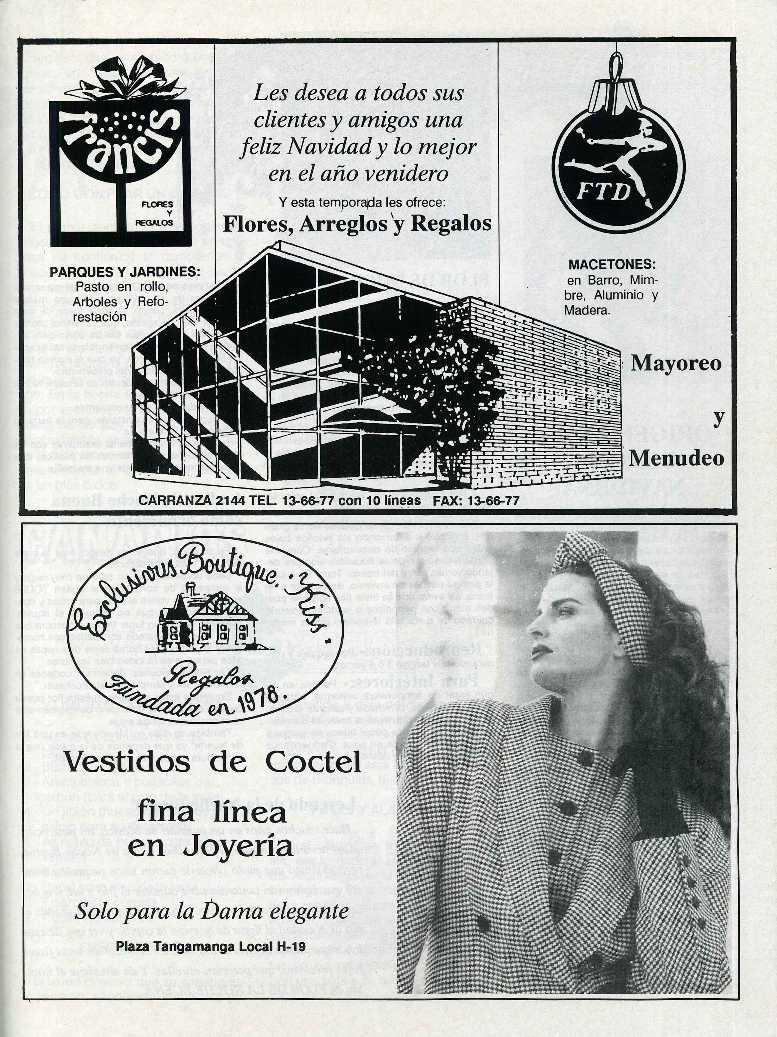 francis
FLORES
Y
REGALOS
Les desea a todos sus
clientes y amigos una
feliz Navidad y lo mejor
en el año venidero
Y esta temporada les ofrece:
Flores, Arreglos y Regalos
FTD
PARQUES Y JARDINES:
Pasto en rollo,
Arboles y Refo-
restación
MACETONES:
en Barro, Mim-
bre, Aluminio y
Madera.
Mayoreo
y
Menudeo
CARRANZA 2144 TEL. 13-66-77 con 10 líneas FAX: 13-66-77
Exclusivous Boutique "Kiss"
Regalos
Fundada en 1978.
Vestidos de Coctel
fina línea
en Joyería
Solo para la Dama elegante
Plaza Tangamanga Local H-19